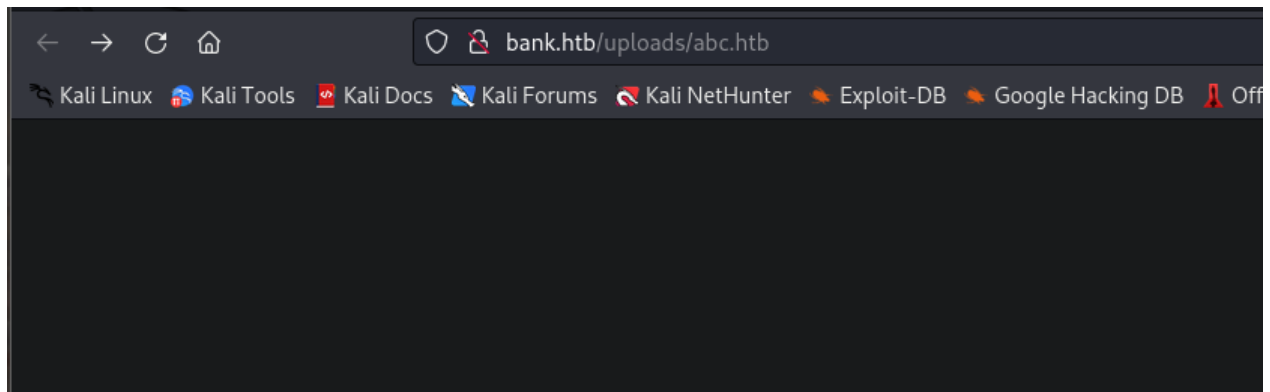 bank.htb/uploads/abc.htb
Kali Linux Kali Tools Kali Docs Kali Forums Kali NetHunter Exploit-DB Google Hacking DB Off